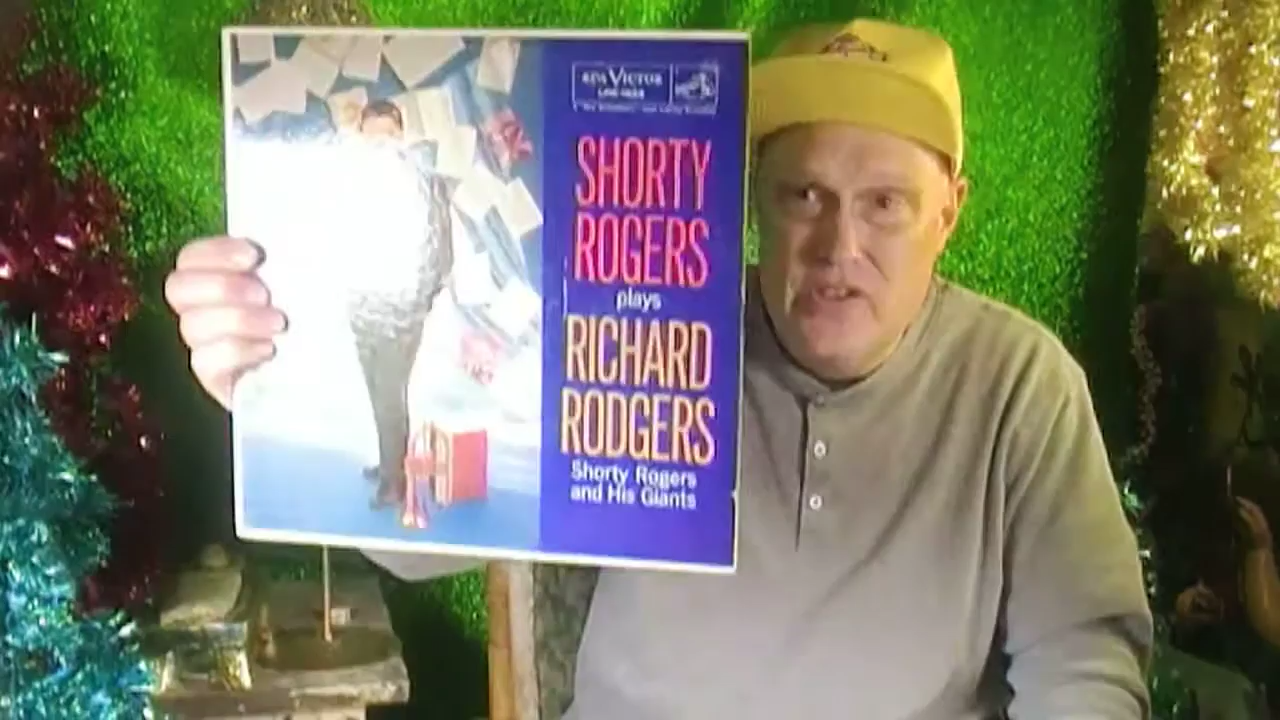 RCA VICTOR
SHORTY
ROGERS
plays
RICHARD
RODGERS
Shorty Rogers
and His Giants